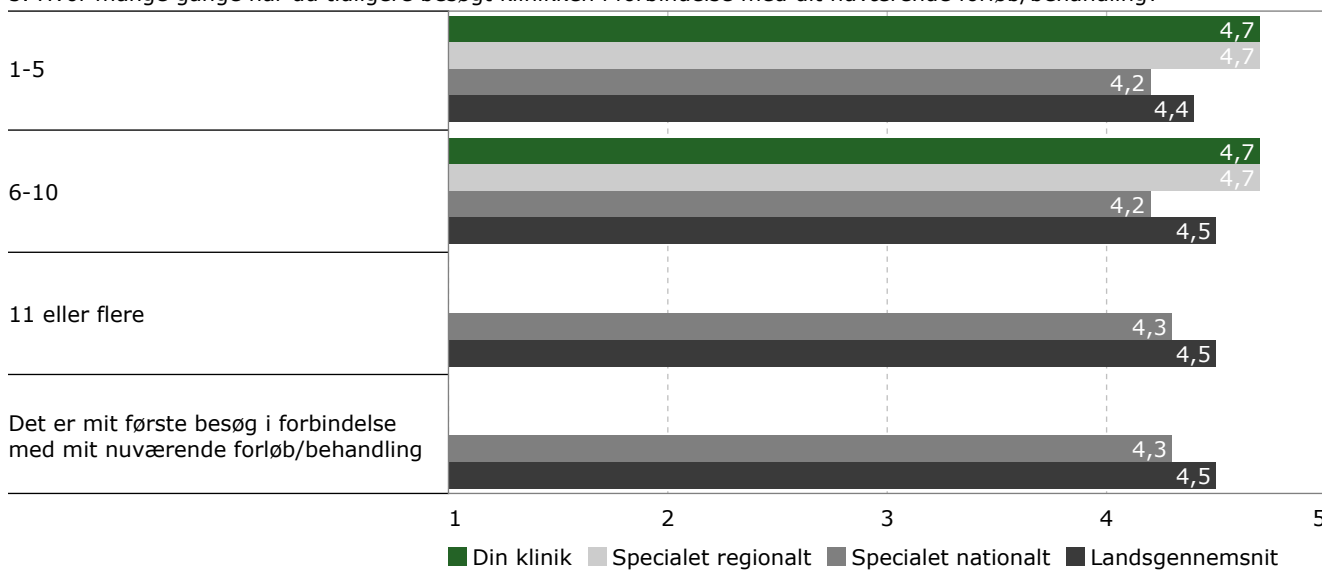 1-5
4,7
4,7
4,2
4,4
6-10
4,7
4,7
4,2
4,5
11 eller flere
4,3
4,5
Det er mit første besøg i forbindelse
med mit nuværende forløb/behandling
4,3
4,5
1 2 3 4 5
Din klinik Specialet regionalt Specialet nationalt Landsgennemsnit